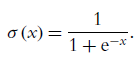 σ(x) = 1 / (1 + e^{−x}).